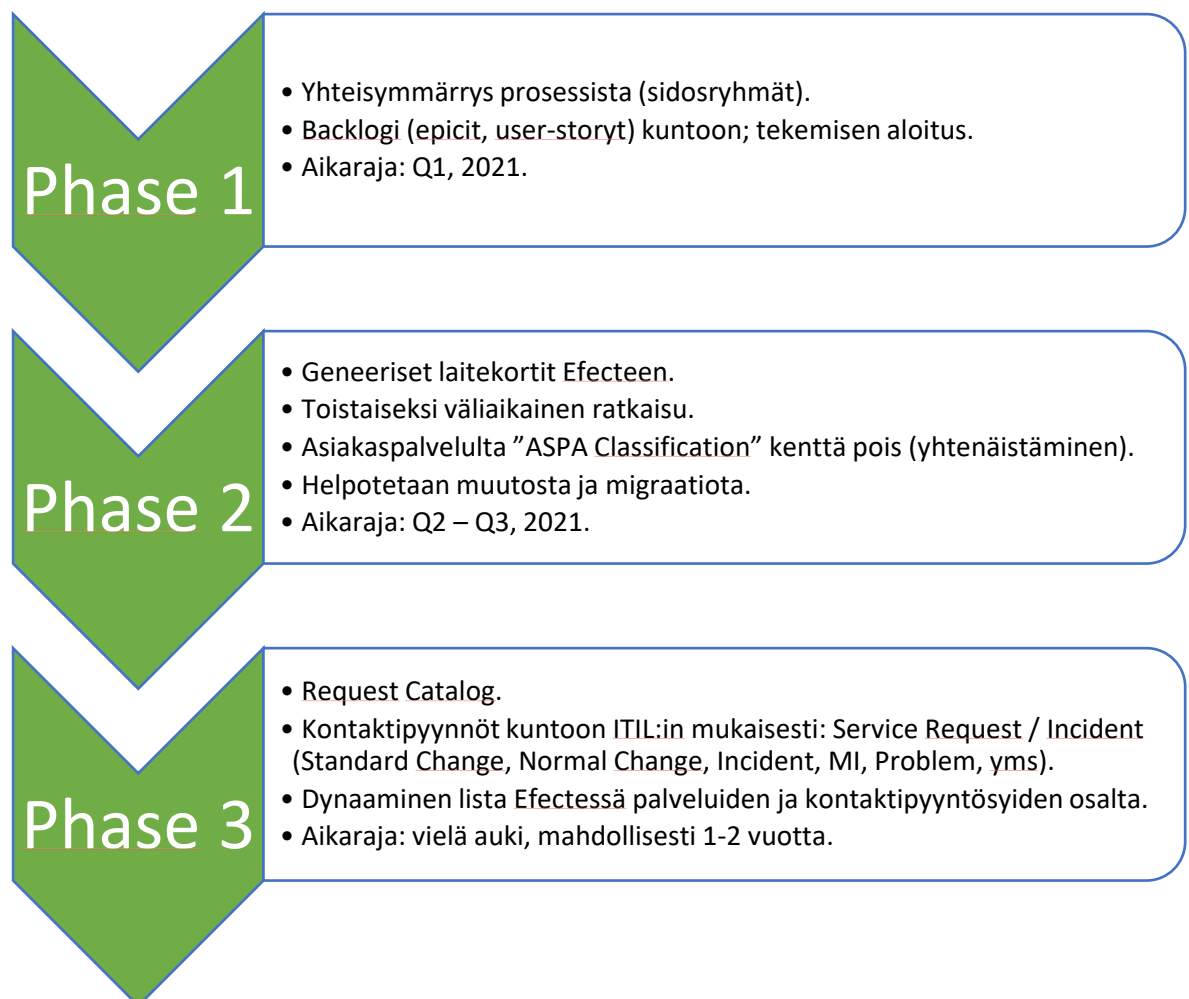 Phase 1
• Yhteisymmärrys prosessista (sidosryhmät).
• Backlogi (epicit, user-storyt) kuntoon; tekemisen aloitus.
• Aikaraja: Q1, 2021.
Phase 2
• Geneeriset laitekortit Efecteen.
• Toistaiseksi väliaikainen ratkaisu.
• Asiakaspalvelulta ”ASPA Classification” kenttä pois (yhtenäistäminen).
• Helpotetaan muutosta ja migraatiota.
• Aikaraja: Q2 – Q3, 2021.
Phase 3
• Request Catalog.
• Kontaktipyynnöt kuntoon ITIL:in mukaisesti: Service Request / Incident
(Standard Change, Normal Change, Incident, MI, Problem, yms).
• Dynaaminen lista Efectessä palveluiden ja kontaktipyyntösyiden osalta.
• Aikaraja: vielä auki, mahdollisesti 1-2 vuotta.